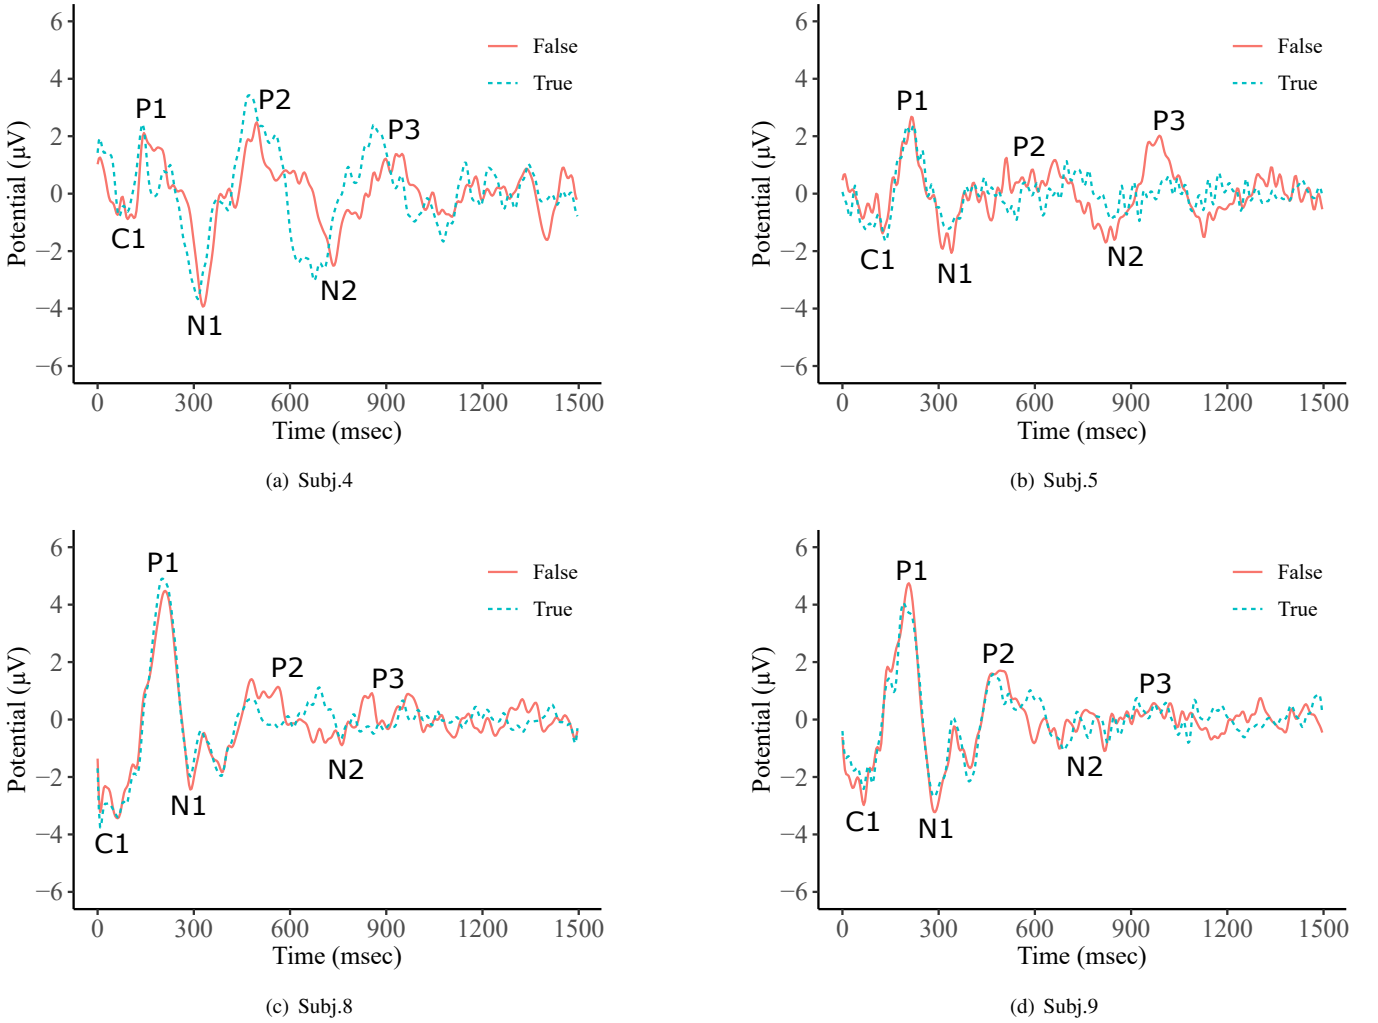 6
4
2
0
−2
−4
−6
Potential (µV)
False
True
P1
P2
P3
C1
N1
N2
0 300 600 900 1200 1500
Time (msec)
(a) Subj.4
6
4
2
0
−2
−4
−6
Potential (µV)
False
True
P1
P2
P3
C1
N1
N2
0 300 600 900 1200 1500
Time (msec)
(b) Subj.5
6
4
2
0
−2
−4
−6
Potential (µV)
False
True
P1
P2
P3
C1
N1
N2
0 300 600 900 1200 1500
Time (msec)
(c) Subj.8
6
4
2
0
−2
−4
−6
Potential (µV)
False
True
P1
P2
P3
C1
N1
N2
0 300 600 900 1200 1500
Time (msec)
(d) Subj.9